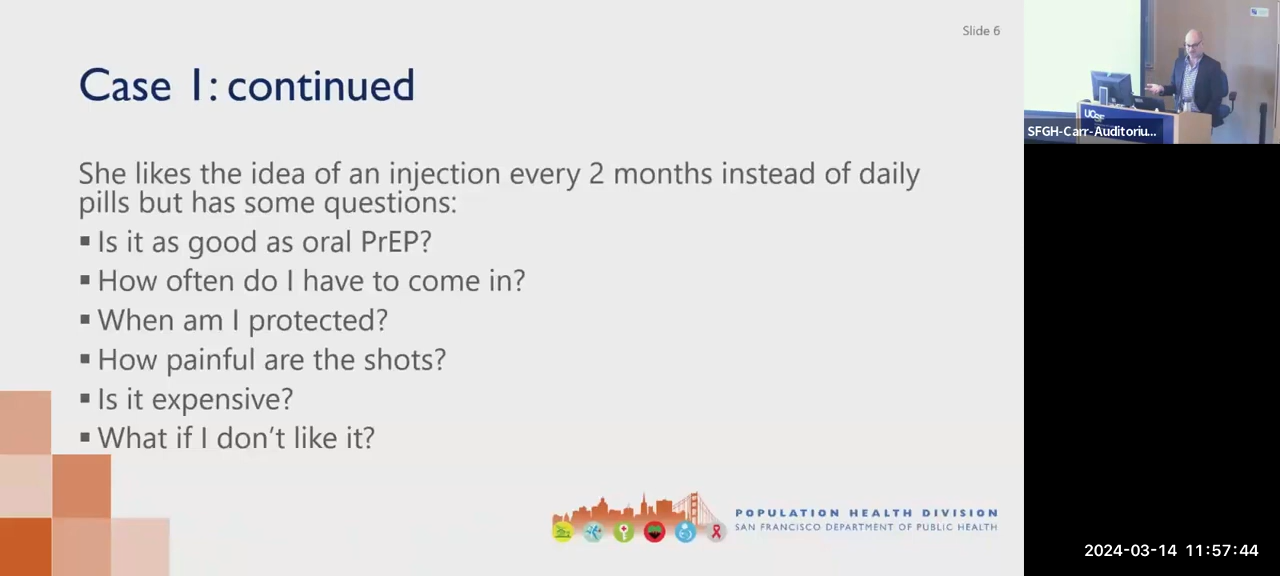 Slide 6
Case 1: continued
She likes the idea of an injection every 2 months instead of daily
pills but has some questions:
▪ Is it as good as oral PrEP?
▪ How often do I have to come in?
▪ When am I protected?
▪ How painful are the shots?
▪ Is it expensive?
▪ What if I don't like it?
POPULATION HEALTH DIVISION
SAN FRANCISCO DEPARTMENT OF PUBLIC HEALTH
UCSF
SFGH-Carr-Auditoriu...
2024-03-14 11:57:44